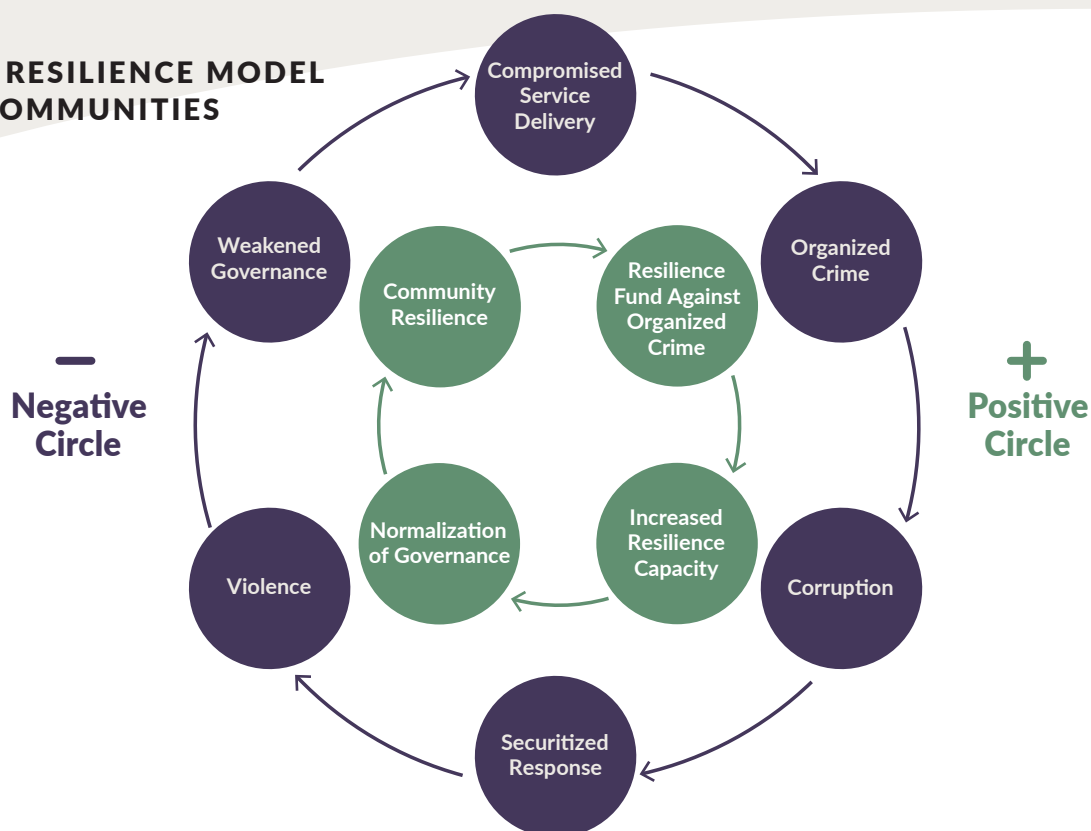 RESILIENCE MODEL
OMMUNITIES
Compromised
Service
Delivery
Weakened
Governance
Organized
Crime
Community
Resilience
Resilience
Fund Against
Organized
Crime
Negative
Circle
Positive
Circle
Normalization
of Governance
Increased
Resilience
Capacity
Violence
Corruption
Securitized
Response